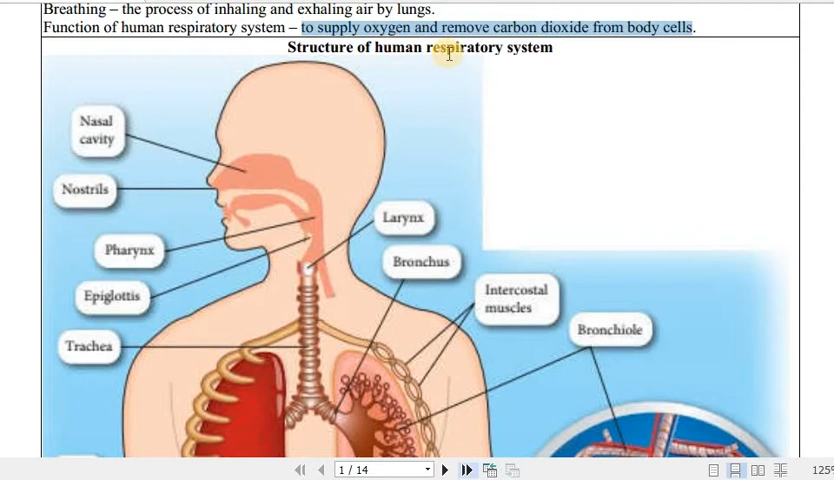 Breathing – the process of inhaling and exhaling air by lungs.
Function of human respiratory system – to supply oxygen and remove carbon dioxide from body cells.
Structure of human respiratory system
Nasal
cavity
Nostrils
Larynx
Pharynx
Bronchus
Epiglottis
Intercostal
muscles
Bronchiole
Trachea
1 / 14
125%